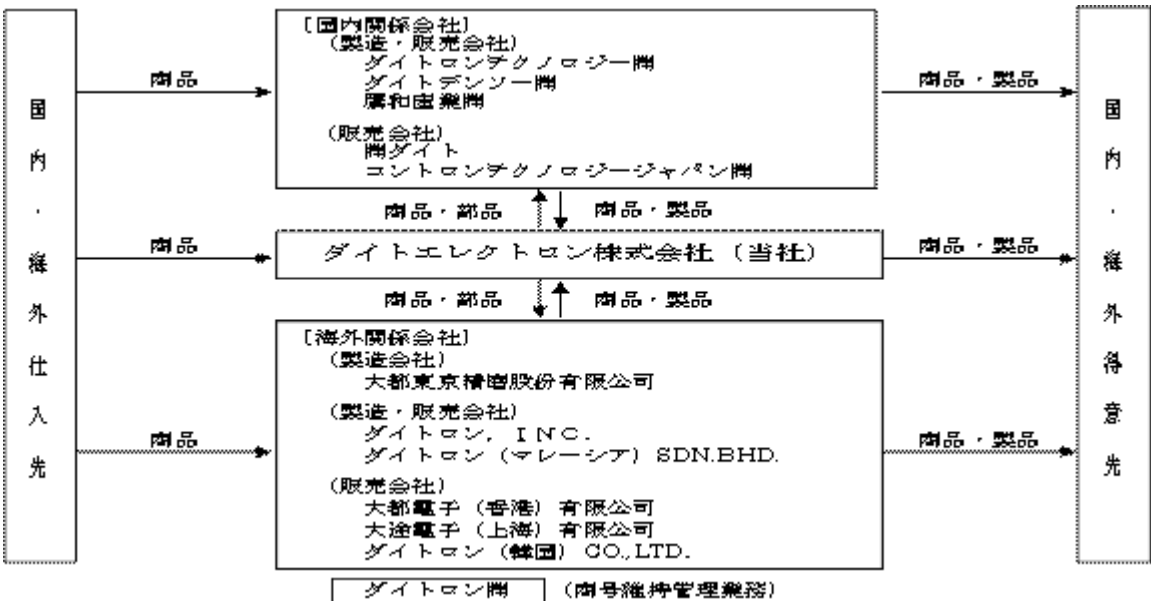 国内・海外仕入先
商品
商品
商品
[国内関係会社]
(製造・販売会社)
ダイトロンテクノロジー㈱
ダイトデンソー㈱
鷹和産業㈱
(販売会社)
㈱ダイト
コントロンテクノロジージャパン㈱
商品・部品 商品・製品
ダイトエレクトロン株式会社（当社）
商品・部品 商品・製品
[海外関係会社]
(製造会社)
大都東京精磨股份有限公司
(製造・販売会社)
ダイトロン, ＩＮＣ.
ダイトロン（マレーシア）SDN.BHD.
(販売会社)
大都電子（香港）有限公司
大途電子（上海）有限公司
ダイトロン（韓国）CO.,LTD.
ダイトロン㈱ （商号維持管理業務）
商品・製品
商品・製品
商品・製品
国内・海外得意先